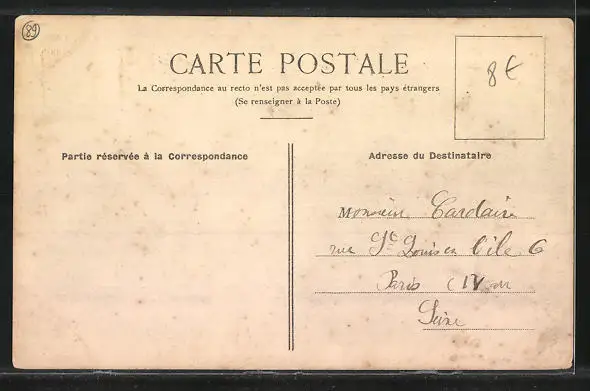 89
CARTE POSTALE
8€
La Correspondance au recto n'est pas acceptée par tous les pays étrangers
(Se renseigner à la Poste)
Partie réservée à la Correspondance
Adresse du Destinataire
Monsieur Cardaire
rue St Louis en l'île 6
Paris (IV
Seine